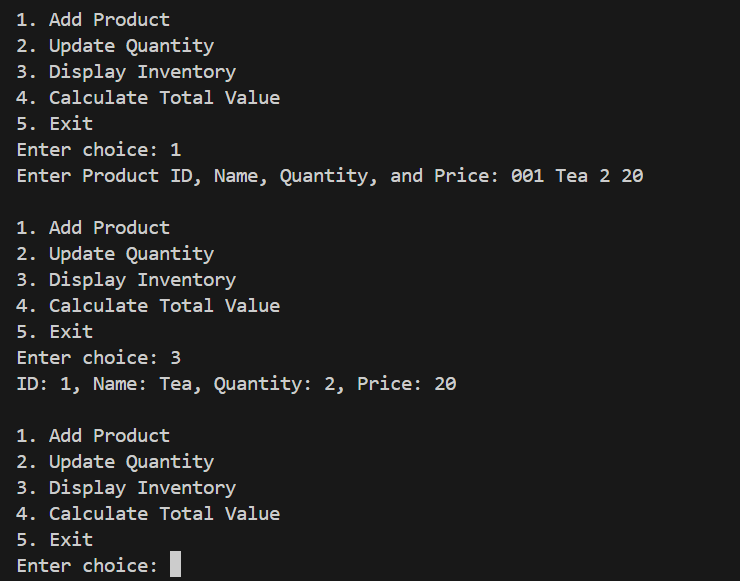 1. Add Product
2. Update Quantity
3. Display Inventory
4. Calculate Total Value
5. Exit
Enter choice: 1
Enter Product ID, Name, Quantity, and Price: 001 Tea 2 20
1. Add Product
2. Update Quantity
3. Display Inventory
4. Calculate Total Value
5. Exit
Enter choice: 3
ID: 1, Name: Tea, Quantity: 2, Price: 20
1. Add Product
2. Update Quantity
3. Display Inventory
4. Calculate Total Value
5. Exit
Enter choice: